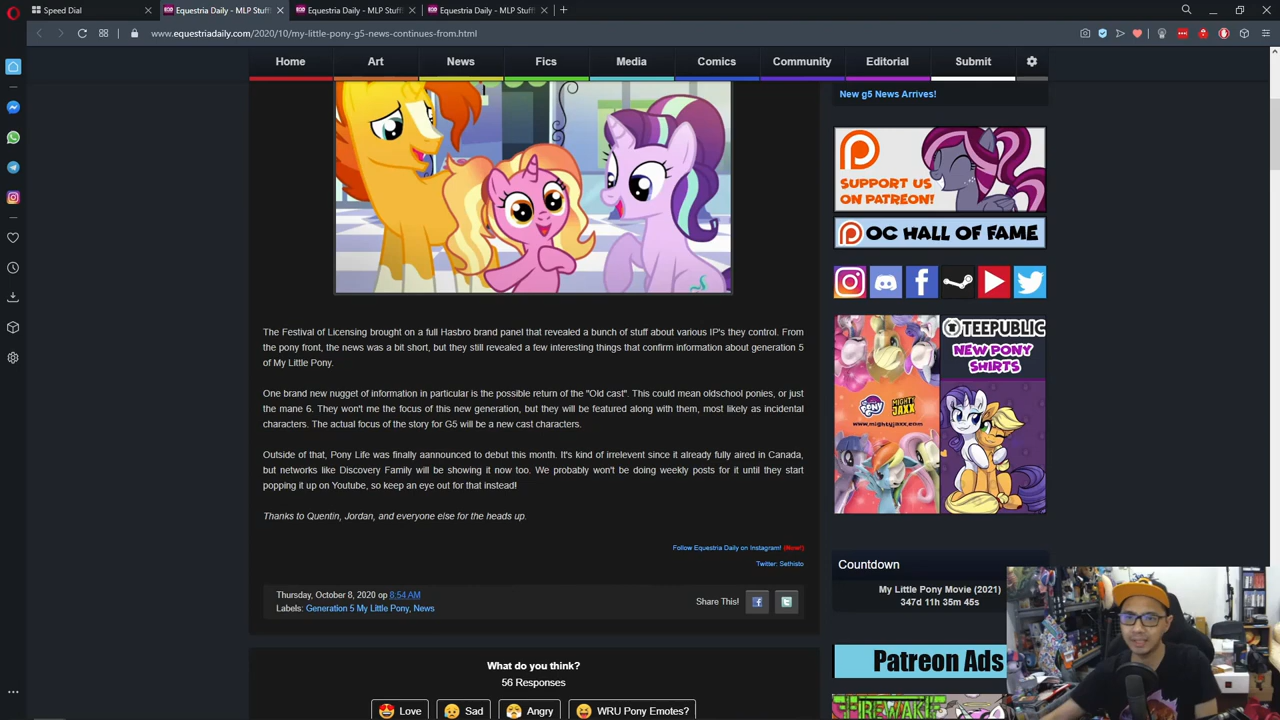 Speed Dial
Equestria Daily - MLP Stuff!
Equestria Daily - MLP Stuff!
Equestria Daily - MLP Stuff!
www.equestriadaily.com/2020/10/my-little-pony-g5-news-continues-from.html
Home Art News Fics Media Comics Community Editorial Submit
New g5 News Arrives!
SUPPORT US
ON PATREON!
OC HALL OF FAME
The Festival of Licensing brought on a full Hasbro brand panel that revealed a bunch of stuff about various IP's they control. From
the pony front, the news was a bit short, but they still revealed a few interesting things that confirm information about generation 5
of My Little Pony.
One brand new nugget of information in particular is the possible return of the "Old cast". This could mean oldschool ponies, or just
the mane 6. They won't me the focus of this new generation, but they will be featured along with them, most likely as incidental
characters. The actual focus of the story for G5 will be a new cast characters.
Outside of that, Pony Life was finally aannounced to debut this month. It's kind of irrelevent since it already fully aired in Canada,
but networks like Discovery Family will be showing it now too. We probably won't be doing weekly posts for it until they start
popping it up on Youtube, so keep an eye out for that instead!
Thanks to Quentin, Jordan, and everyone else for the heads up.
Follow Equestria Daily on Instagram! (New!)
Twitter: Sethisto
Thursday, October 8, 2020 op 8:54 AM
Labels: Generation 5 My Little Pony, News
Share This!
What do you think?
56 Responses
Love
Sad
Angry
WRU Pony Emotes?
MIGHTY
JAXX
www.mightyjaxx.com
TEEPUBLIC
NEW PONY
SHIRTS
Countdown
My Little Pony Movie (2021)
347d 11h 35m 45s
Patreon Ads